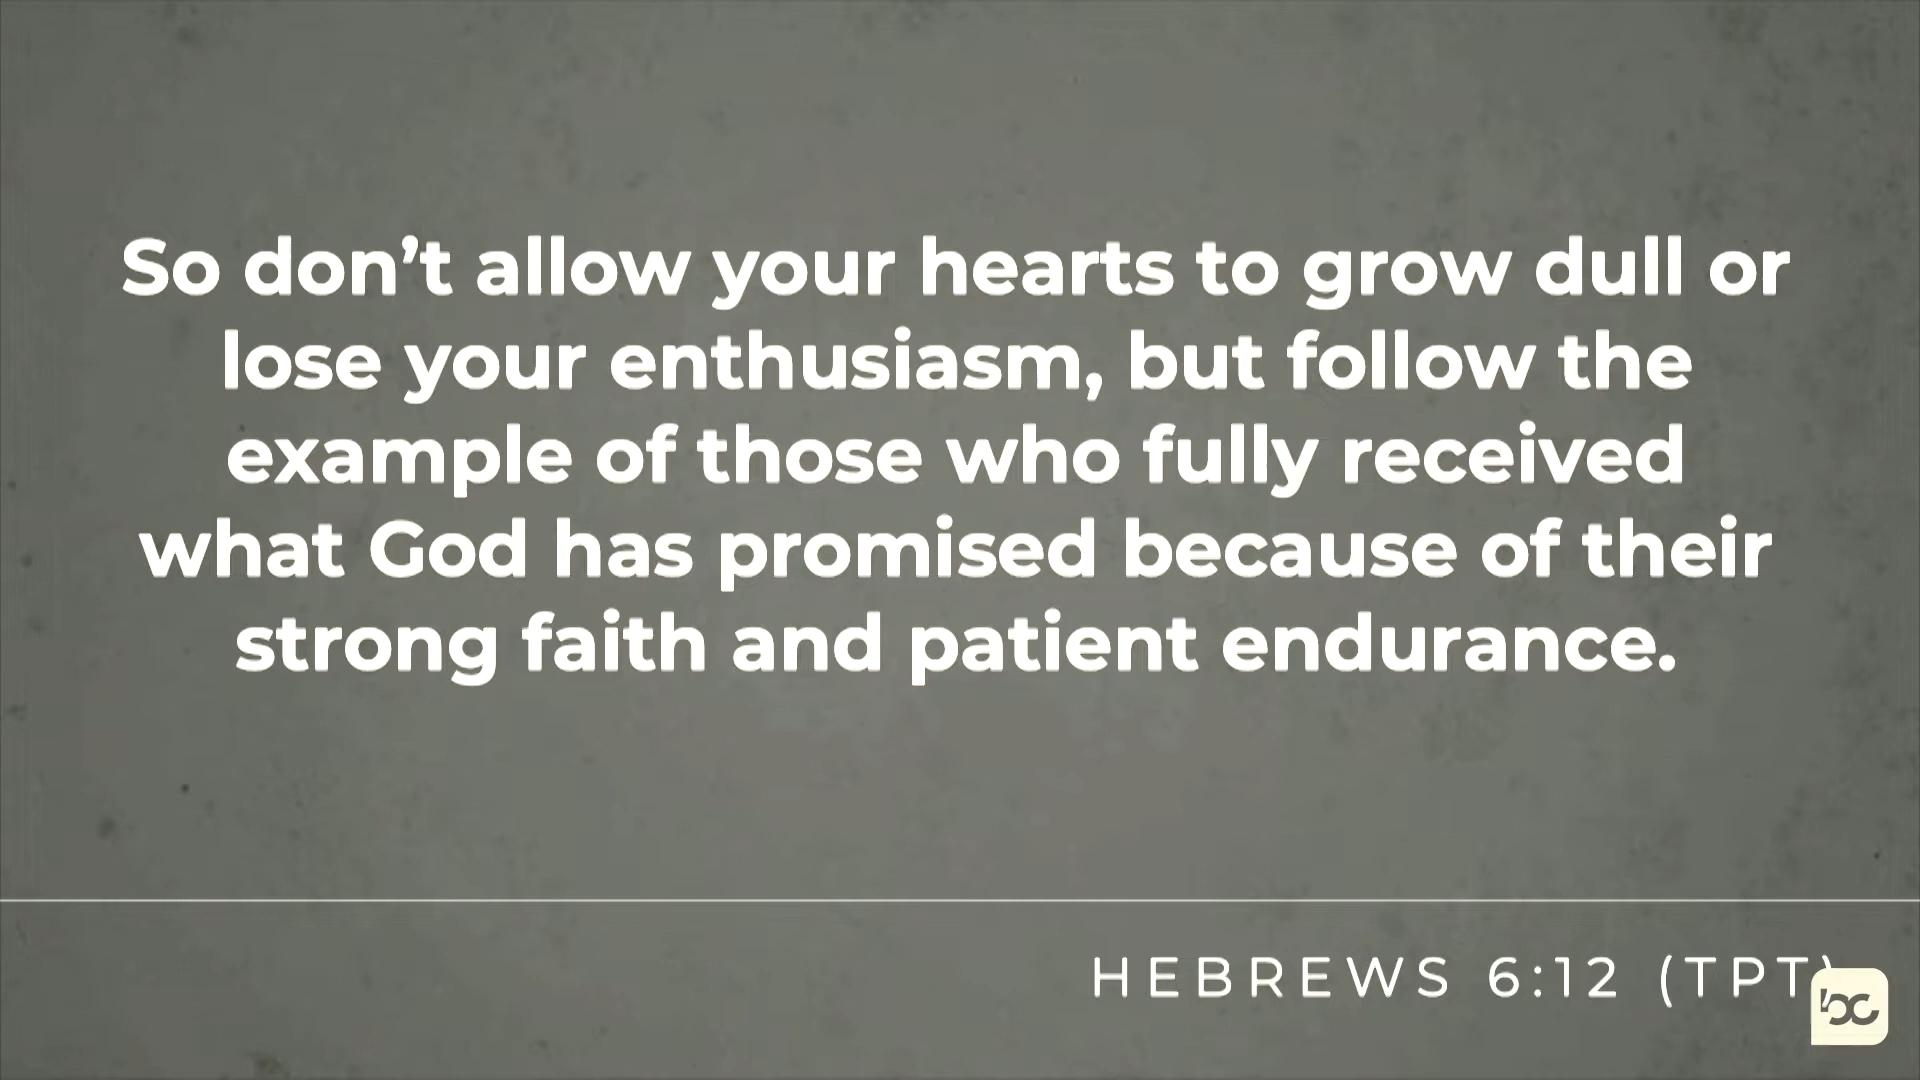 So don’t allow your hearts to grow dull or
lose your enthusiasm, but follow the
example of those who fully received
what God has promised because of their
strong faith and patient endurance.
HEBREWS 6:12 (TPT)
bc